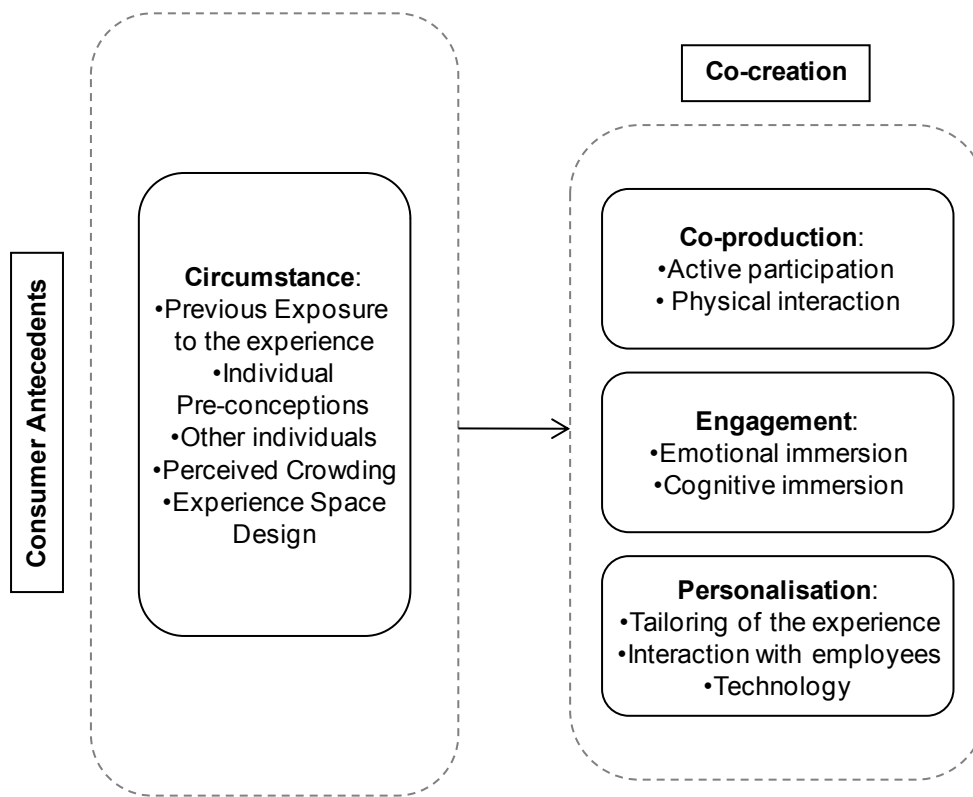 Consumer Antecedents
Circumstance:
•Previous Exposure
to the experience
•Individual
Pre-conceptions
•Other individuals
•Perceived Crowding
•Experience Space
Design
Co-creation
Co-production:
•Active participation
• Physical interaction
Engagement:
•Emotional immersion
•Cognitive immersion
Personalisation:
•Tailoring of the experience
•Interaction with employees
•Technology